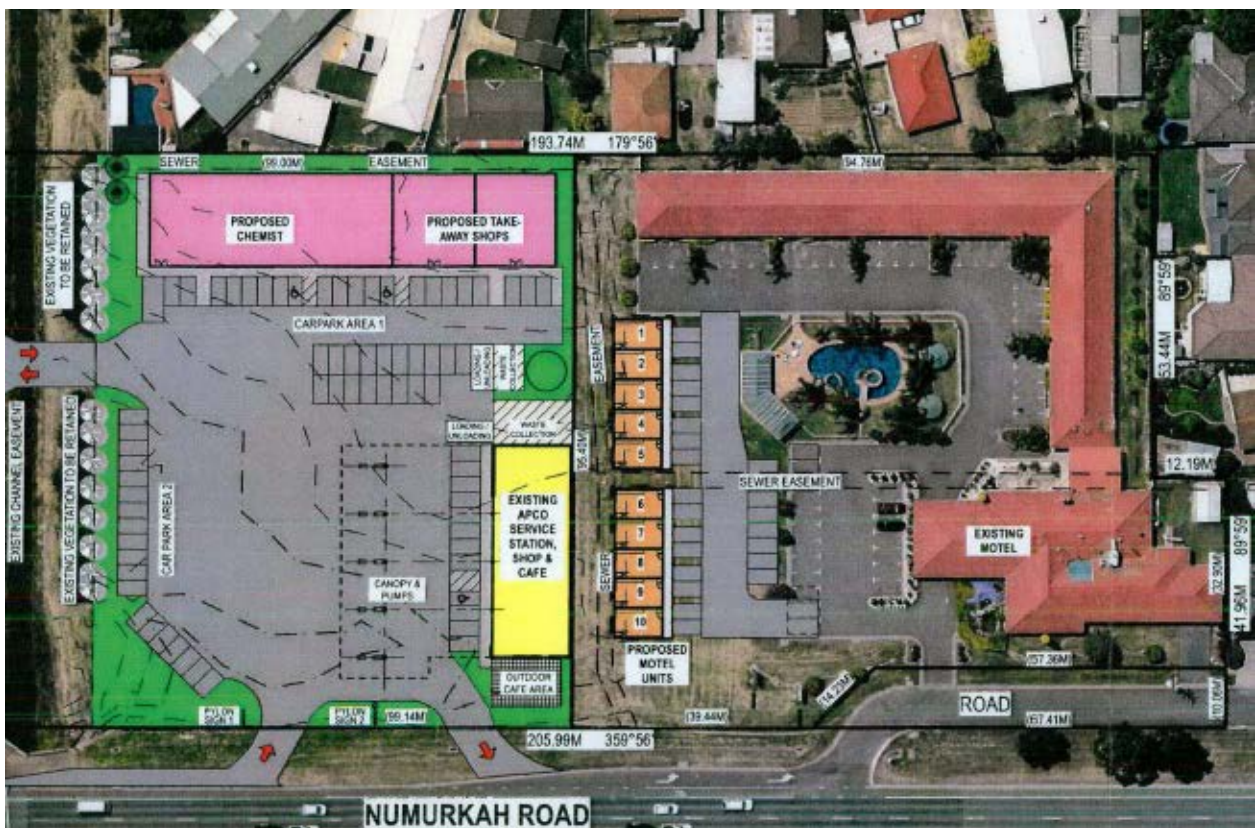 193.74M 179°56'
SEWER
(99.00M)
EASEMENT
(94.76M)
EXISTING VEGETATION
TO BE RETAINED
PROPOSED
CHEMIST
PROPOSED TAKE-
AWAY SHOPS
CARPARK AREA 1
LOADING /
UNLOADING
WASTE
COLLECTION
EASEMENT
1
2
3
4
5
53.44M 89°59'
EXISTING CHANNEL EASEMENT
EXISTING VEGETATION TO BE RETAINED
CAR PARK AREA 2
LOADING /
UNLOADING
WASTE
COLLECTION
EXISTING
APCO
SERVICE
STATION,
SHOP &
CAFE
CANOPY &
PUMPS
SEWER EASEMENT
12.19M
SEWER
6
7
8
9
10
EXISTING
MOTEL
41.96M 89°59'
PROPOSED
MOTEL
UNITS
OUTDOOR
CAFE AREA
(57.36M)
14.23M
ROAD
PYLON
SIGN 1
PYLON
SIGN 2
(99.14M)
(39.44M)
(67.41M)
205.99M 359°56'
NUMURKAH ROAD